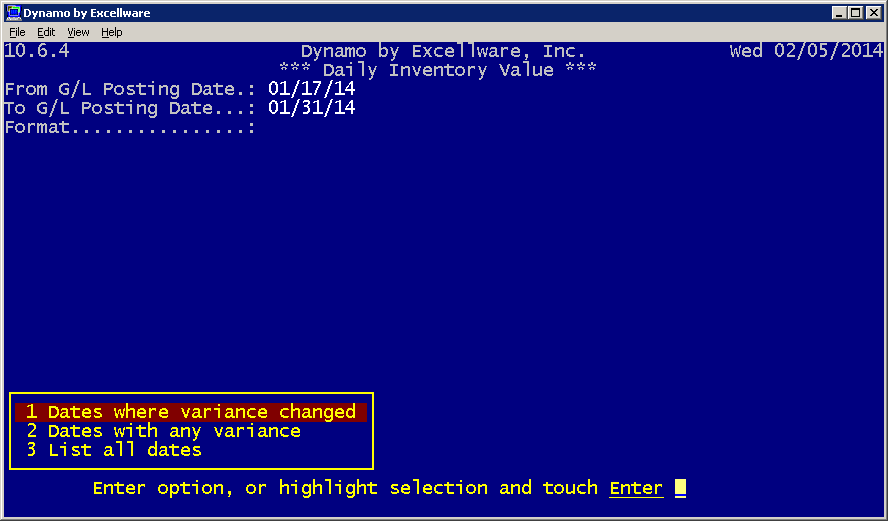 Dynamo by Excellware
File Edit View Help
10.6.4 Dynamo by Excellware, Inc. Wed 02/05/2014
*** Daily Inventory Value ***
From G/L Posting Date.: 01/17/14
To G/L Posting Date...: 01/31/14
Format................:
1 Dates where variance changed
2 Dates with any variance
3 List all dates
Enter option, or highlight selection and touch Enter